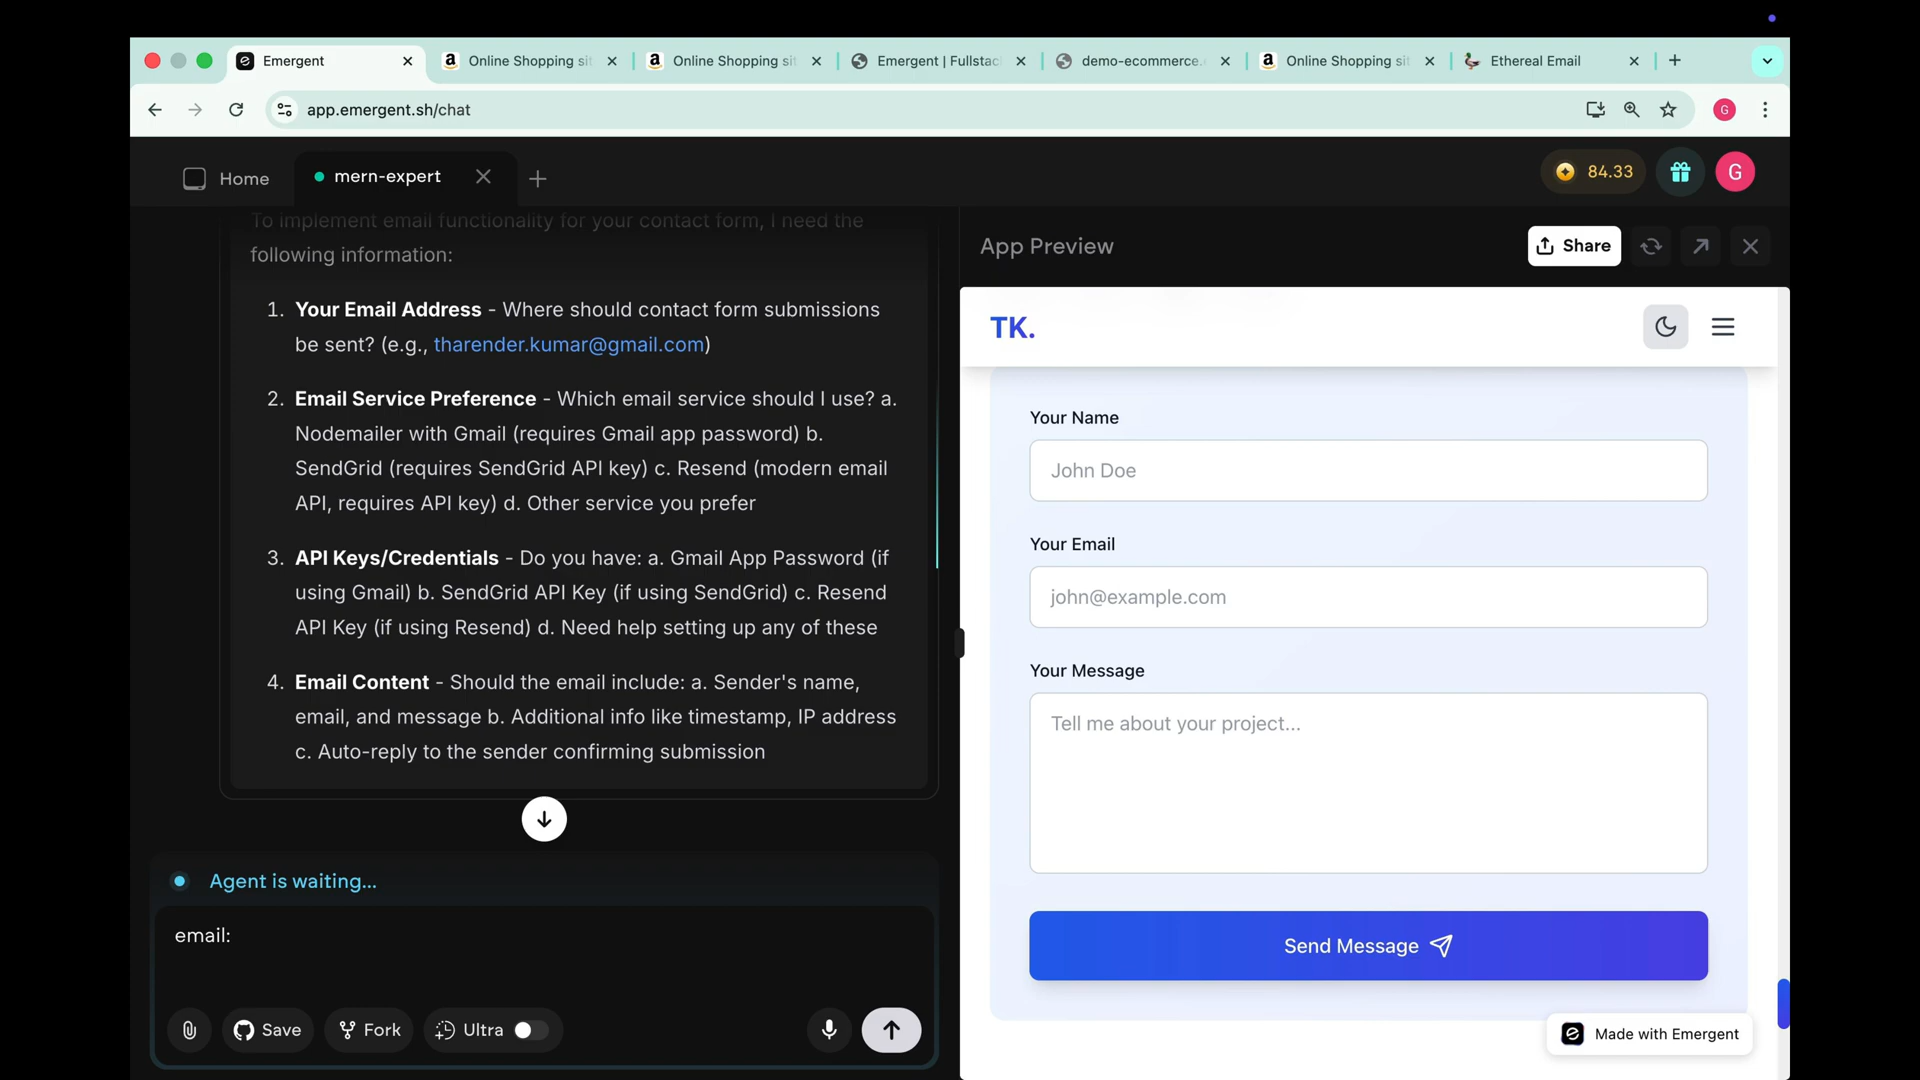 Emergent
Online Shopping sit
Online Shopping sit
Emergent | Fullstac
demo-ecommerce.
Online Shopping sit
Ethereal Email
app.emergent.sh/chat
G
Home
mern-expert
84.33
G
To implement email functionality for your contact form, I need the
following information:
1. Your Email Address - Where should contact form submissions
be sent? (e.g., tharender.kumar@gmail.com)
2. Email Service Preference - Which email service should I use? a.
Nodemailer with Gmail (requires Gmail app password) b.
SendGrid (requires SendGrid API key) c. Resend (modern email
API, requires API key) d. Other service you prefer
3. API Keys/Credentials - Do you have: a. Gmail App Password (if
using Gmail) b. SendGrid API Key (if using SendGrid) c. Resend
API Key (if using Resend) d. Need help setting up any of these
4. Email Content - Should the email include: a. Sender's name,
email, and message b. Additional info like timestamp, IP address
c. Auto-reply to the sender confirming submission
Agent is waiting...
email:
Save
Fork
Ultra
App Preview
Share
TK.
Your Name
John Doe
Your Email
john@example.com
Your Message
Tell me about your project...
Send Message
Made with Emergent